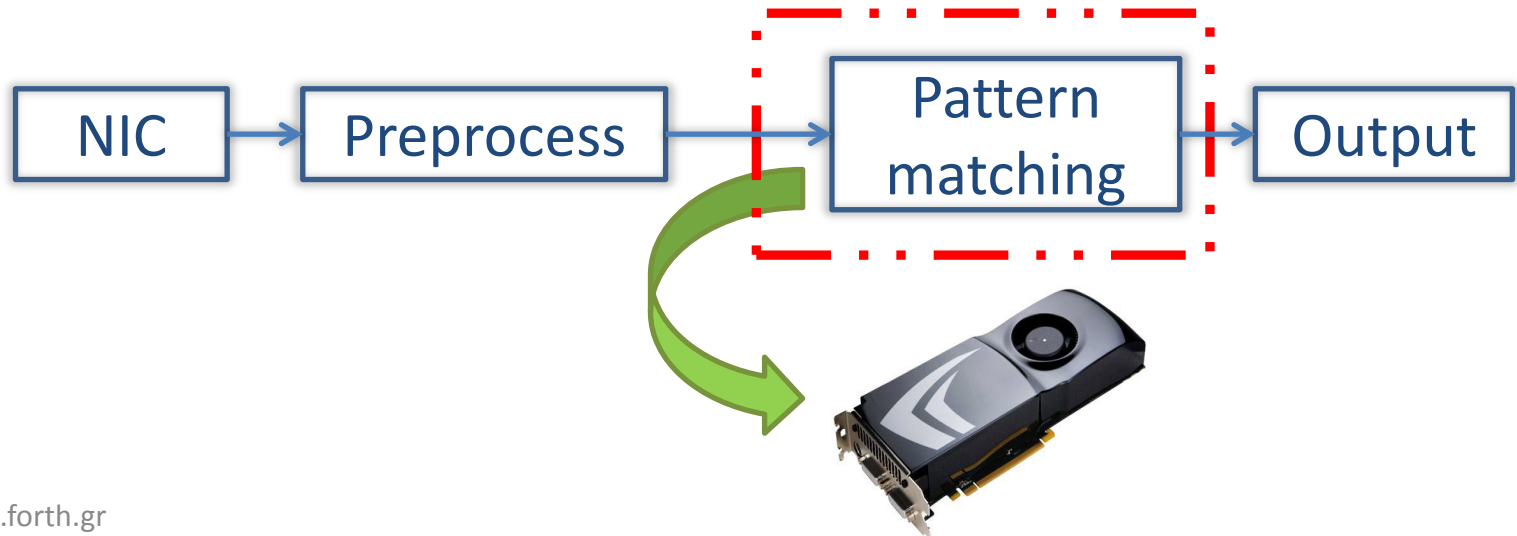 NIC
Preprocess
Pattern
matching
Output
.forth.gr